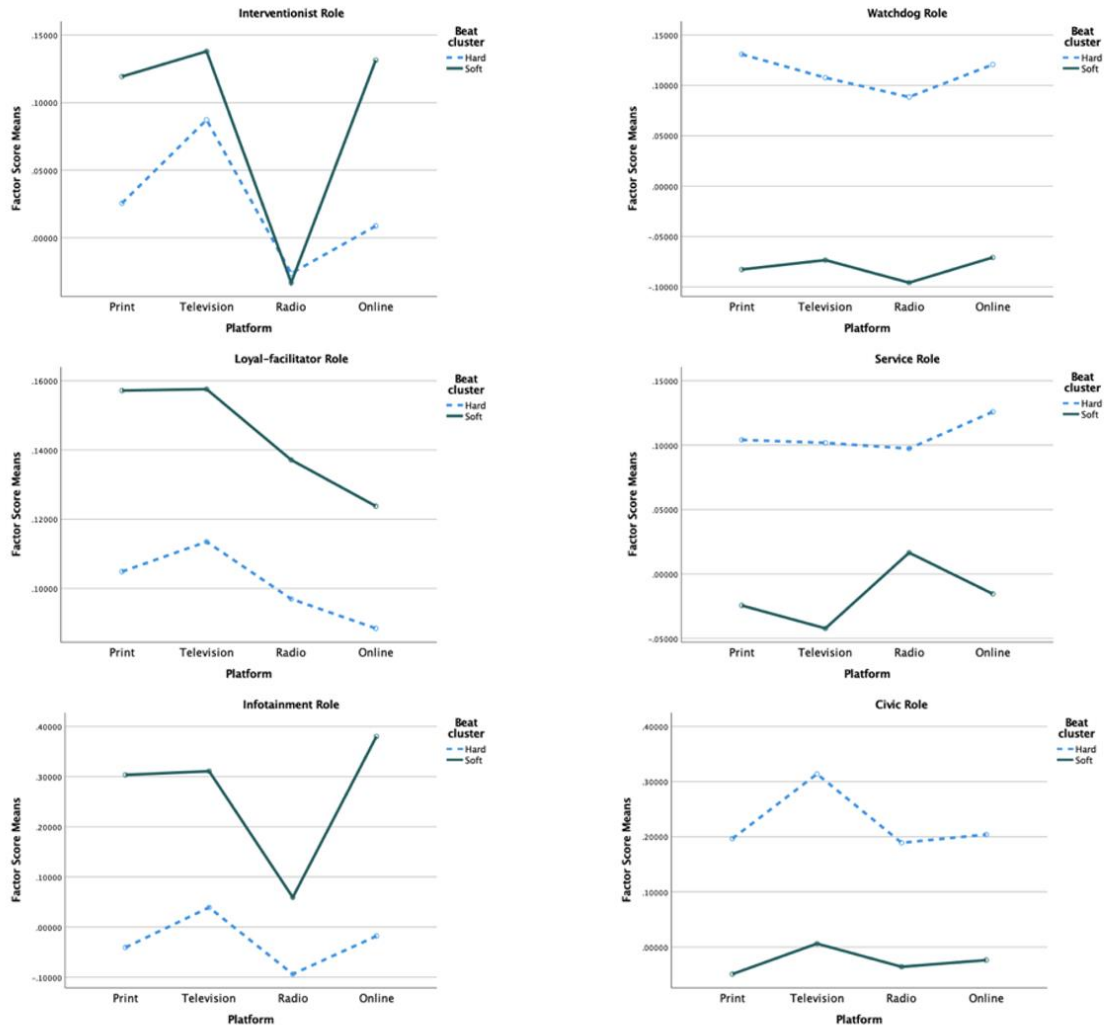 Interventionist Role
Beat
cluster
Hard
Soft
.15000
.10000
.05000
.00000
Factor Score Means
Print Television Radio Online
Platform
Watchdog Role
Beat
cluster
Hard
Soft
.15000
.10000
.05000
.00000
-.05000
-.10000
Factor Score Means
Print Television Radio Online
Platform
Loyal-facilitator Role
Beat
cluster
Hard
Soft
.16000
.14000
.12000
.10000
Factor Score Means
Print Television Radio Online
Platform
Service Role
Beat
cluster
Hard
Soft
.15000
.10000
.05000
.00000
-.05000
Factor Score Means
Print Television Radio Online
Platform
Infotainment Role
Beat
cluster
Hard
Soft
.40000
.30000
.20000
.10000
.00000
-.10000
Factor Score Means
Print Television Radio Online
Platform
Civic Role
Beat
cluster
Hard
Soft
.40000
.30000
.20000
.10000
.00000
Factor Score Means
Print Television Radio Online
Platform